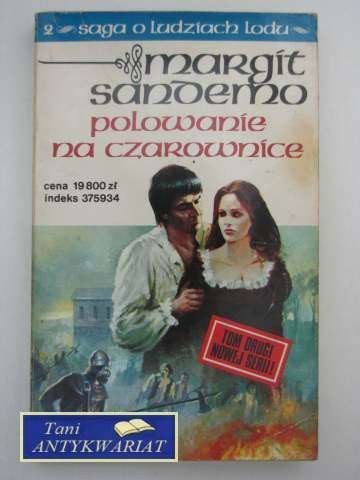 2 saga o ludziach lodu
margit
sandemo
polowanie
na czarownice
cena 19 800 zł
indeks 375934
TOM DRUGI
NOWEJ SERII!
Tani
ANTYKWARIAT